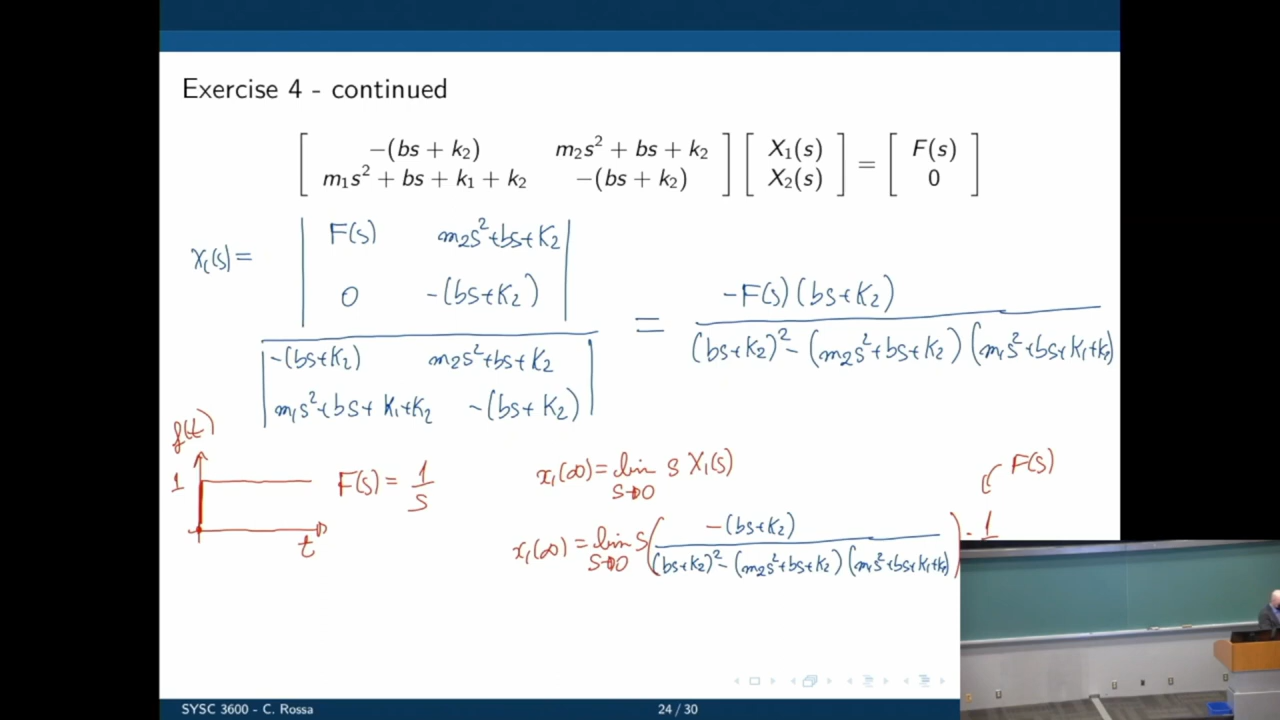 Exercise 4 - continued
[ -(bs + k₂) m₂s² + bs + k₂ ; m₁s² + bs + k₁ + k₂ -(bs + k₂) ] [ X₁(s) ; X₂(s) ] = [ F(s) ; 0 ]
X₁(s) = | F(s) m₂s²+bs+K₂ ; 0 -(bs+K₂) | / | -(bs+K₂) m₂s²+bs+K₂ ; m₁s²+bs+K₁+K₂ -(bs+K₂) | = -F(s)(bs+K₂) / (bs+K₂)² - (m₂s²+bs+K₂)(m₁s²+bs+K₁+K₂)
f(t)
1
t
F(s) = 1/s
x₁(∞) = lim s→0 s X₁(s)
F(s)
x₁(∞) = lim s→0 s( -(bs+K₂) / (bs+K₂)² - (m₂s²+bs+K₂)(m₁s²+bs+K₁+K₂) ) · 1
SYSC 3600 - C. Rossa
24 / 30